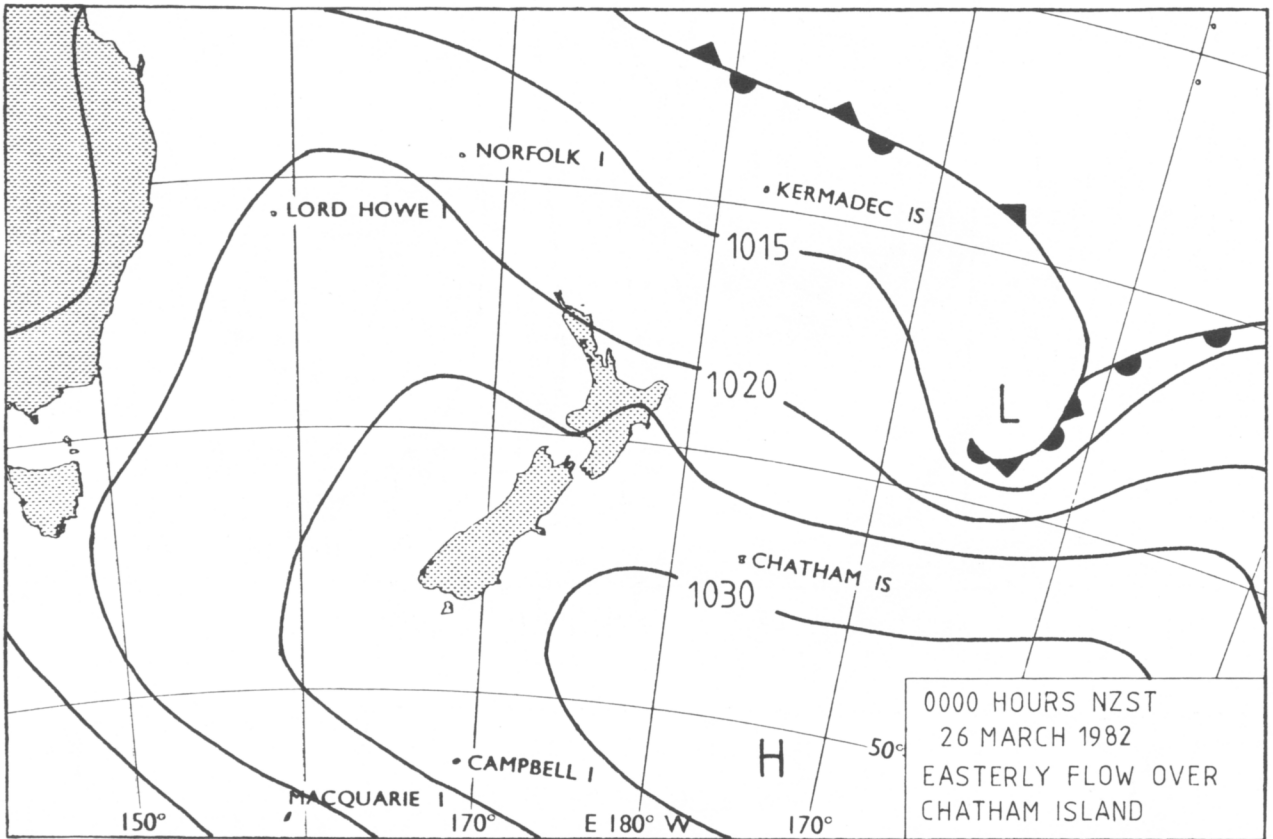 NORFOLK I
KERMADEC IS
LORD HOWE I
1015
1020
L
CHATHAM IS
1030
0000 HOURS NZST
26 MARCH 1982
EASTERLY FLOW OVER
CHATHAM ISLAND
50°
H
CAMPBELL I
MACQUARIE I
150°
170°
E 180° W
170°